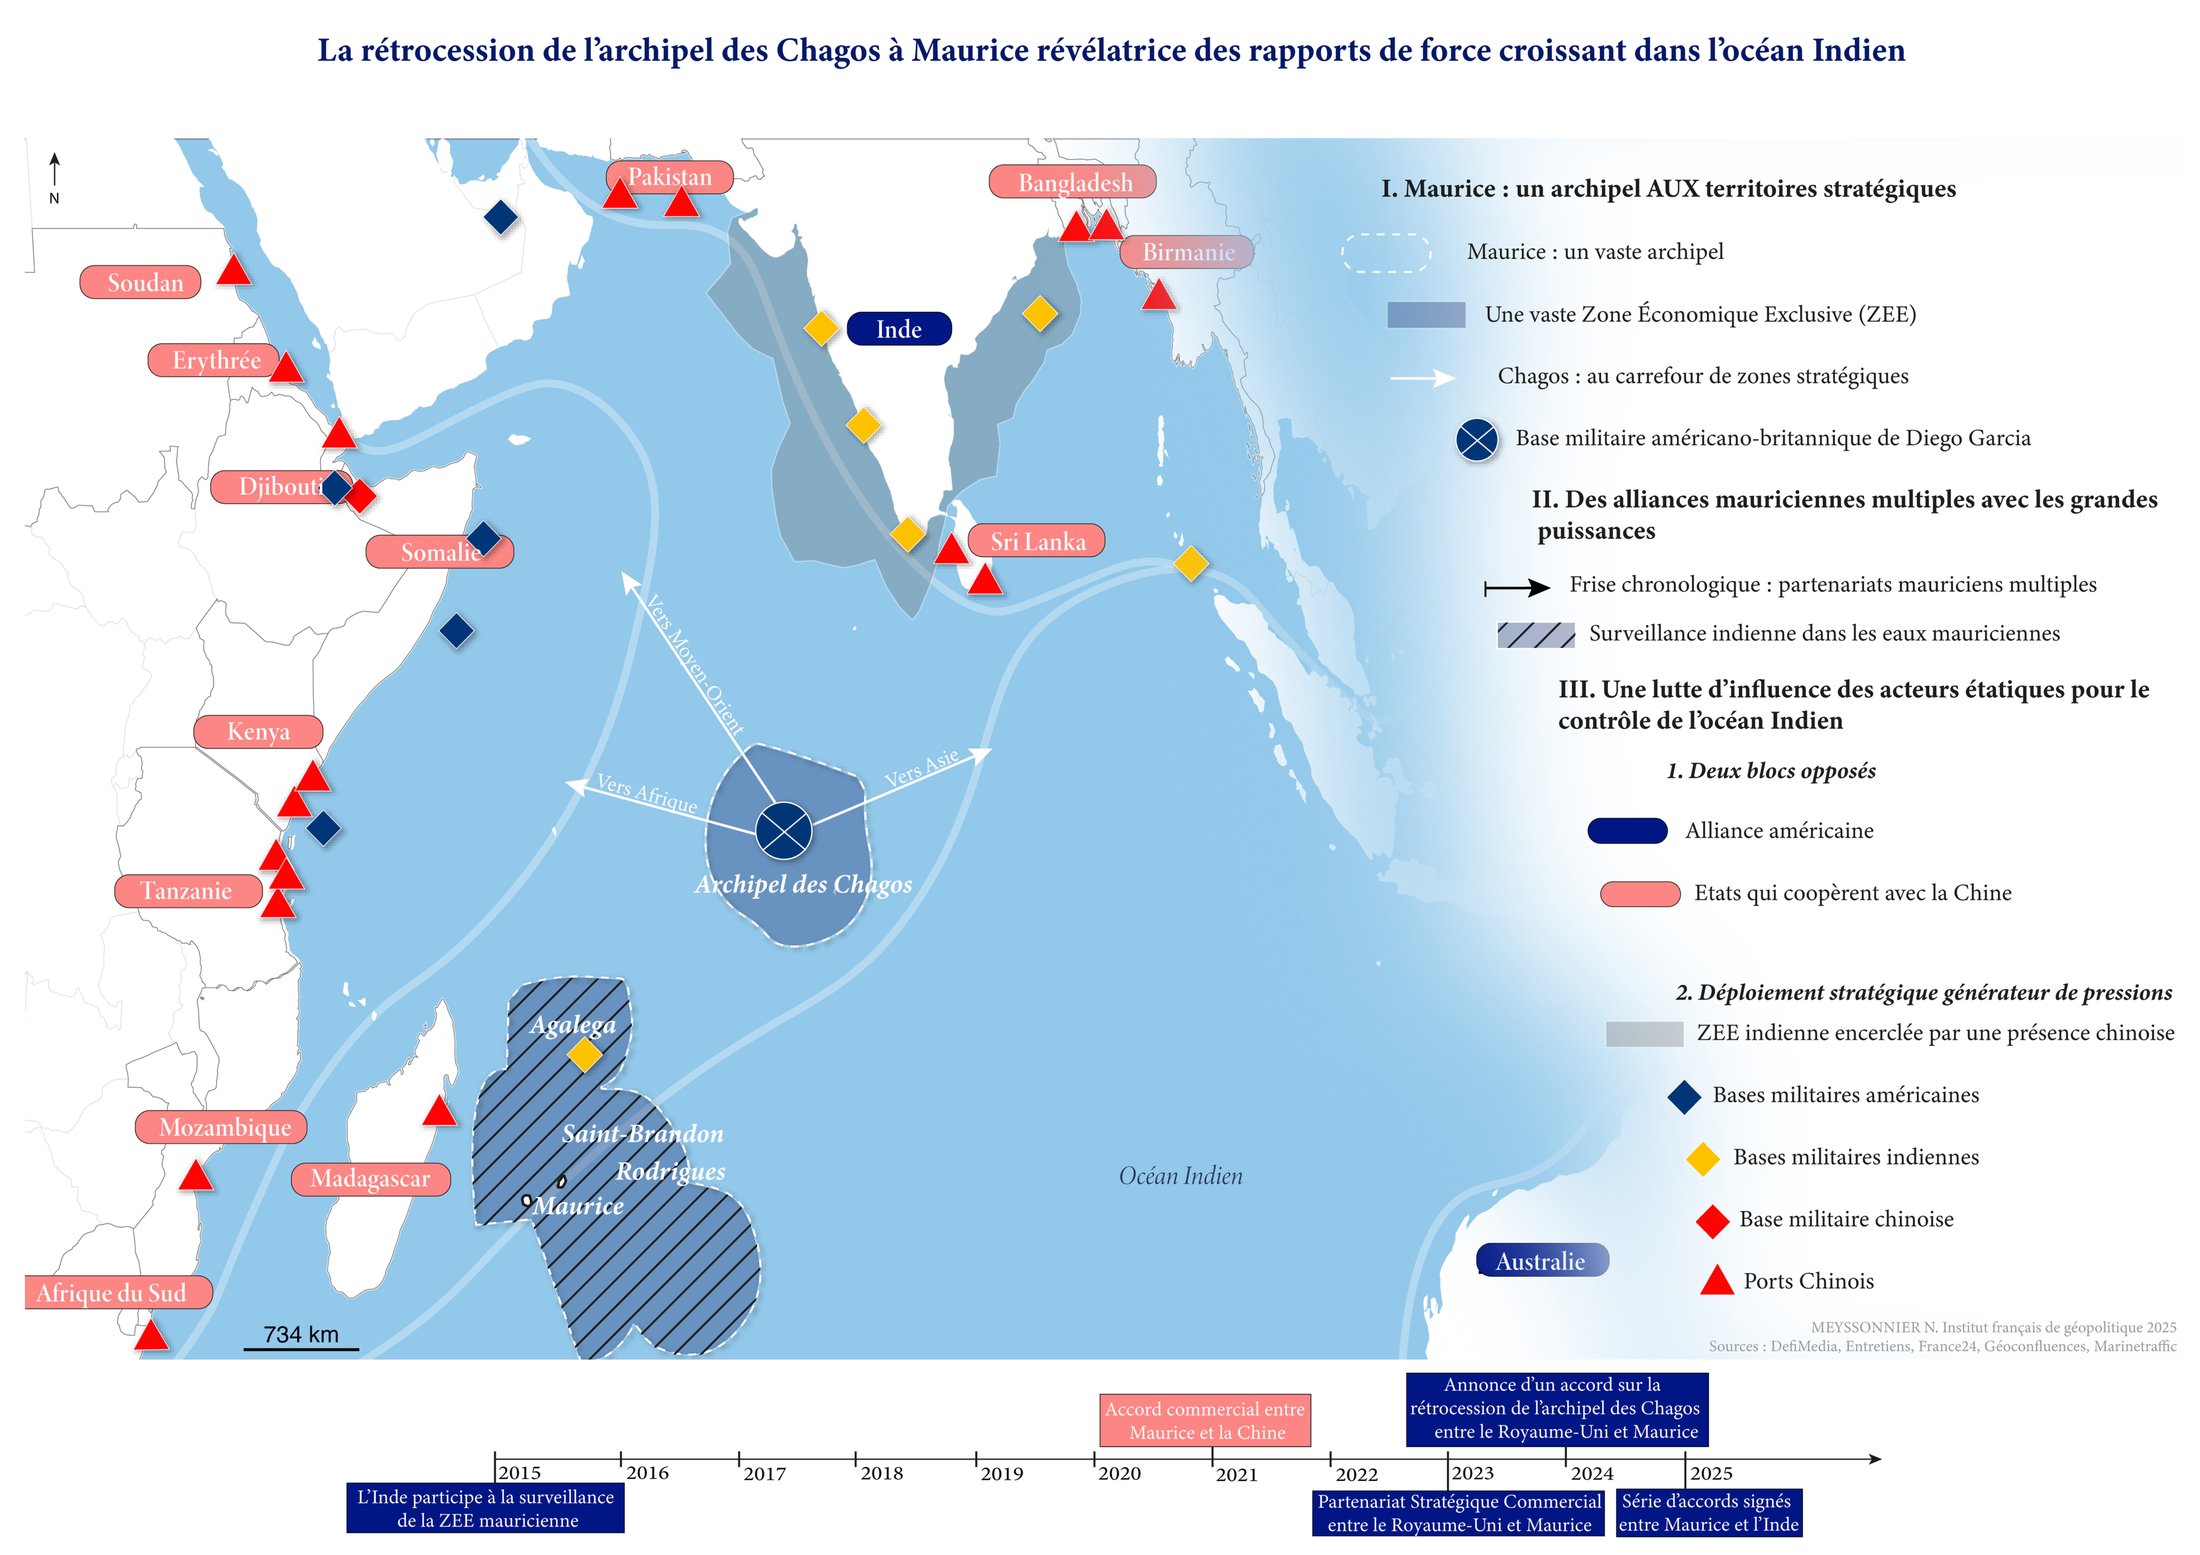 La rétrocession de l’archipel des Chagos à Maurice révélatrice des rapports de force croissant dans l’océan Indien
N
Pakistan
Bangladesh
Birmanie
Soudan
Inde
Erythrée
Djibouti
Somalie
Sri Lanka
Vers Moyen-Orient
Kenya
Vers Asie
Vers Afrique
Archipel des Chagos
Tanzanie
Agalega
Mozambique
Saint-Brandon
Rodrigues
Madagascar
Maurice
Océan Indien
Australie
Afrique du Sud
734 km
I. Maurice : un archipel AUX territoires stratégiques
Maurice : un vaste archipel
Une vaste Zone Économique Exclusive (ZEE)
Chagos : au carrefour de zones stratégiques
Base militaire américano-britannique de Diego Garcia
II. Des alliances mauriciennes multiples avec les grandes
puissances
Frise chronologique : partenariats mauriciens multiples
Surveillance indienne dans les eaux mauriciennes
III. Une lutte d’influence des acteurs étatiques pour le
contrôle de l’océan Indien
1. Deux blocs opposés
Alliance américaine
Etats qui coopèrent avec la Chine
2. Déploiement stratégique générateur de pressions
ZEE indienne encerclée par une présence chinoise
Bases militaires américaines
Bases militaires indiennes
Base militaire chinoise
Ports Chinois
MEYSSONNIER N. Institut français de géopolitique 2025
Sources : DefiMedia, Entretiens, France24, Géoconfluences, Marinetraffic
Accord commercial entre
Maurice et la Chine
Annonce d’un accord sur la
rétrocession de l’archipel des Chagos
entre le Royaume-Uni et Maurice
2015 2016 2017 2018 2019 2020 2021 2022 2023 2024 2025
L’Inde participe à la surveillance
de la ZEE mauricienne
Partenariat Stratégique Commercial
entre le Royaume-Uni et Maurice
Série d’accords signés
entre Maurice et l’Inde